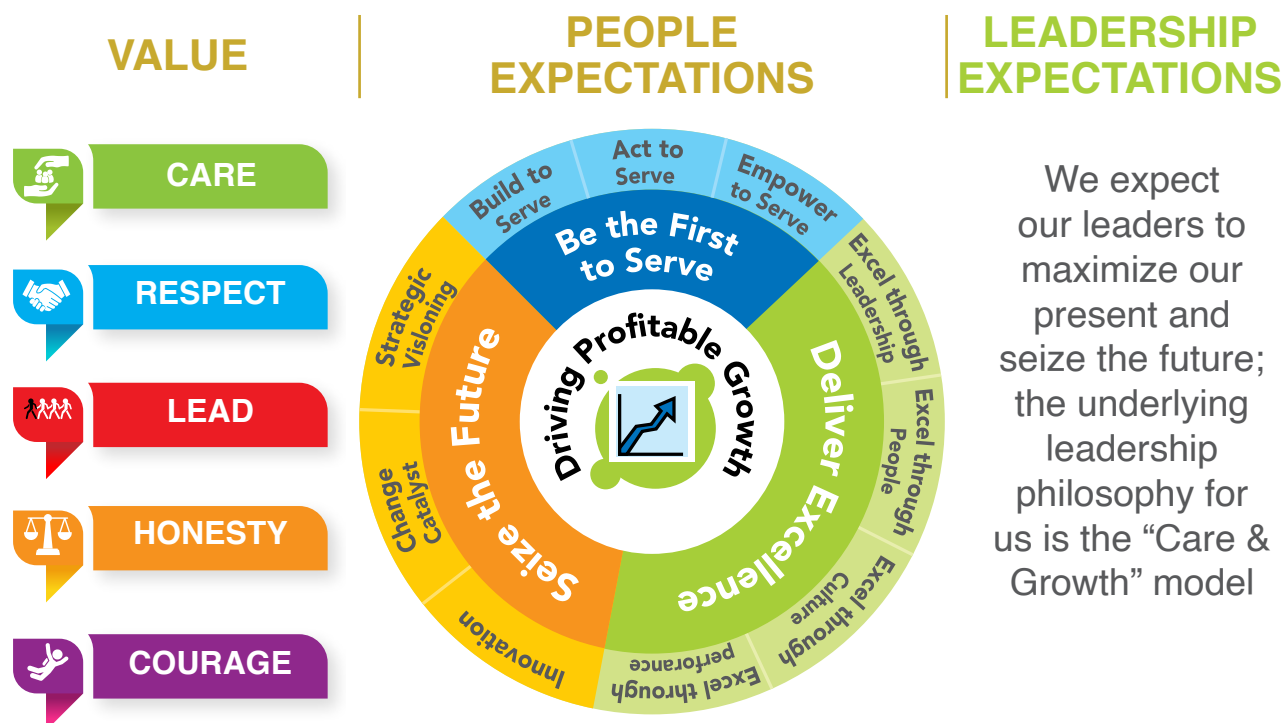 VALUE
PEOPLE
EXPECTATIONS
LEADERSHIP
EXPECTATIONS
CARE
RESPECT
LEAD
HONESTY
COURAGE
Build to
Serve
Act to
Serve
Empower
to Serve
Be the First
to Serve
Excel through
Leadership
Excel through
People
Excel through
Culture
Excel through
perforance
Deliver Excellence
Strategic
Visloning
Change
Catalyst
Innovation
Seize the Future
Driving Profitable Growth
We expect
our leaders to
maximize our
present and
seize the future;
the underlying
leadership
philosophy for
us is the “Care &
Growth” model